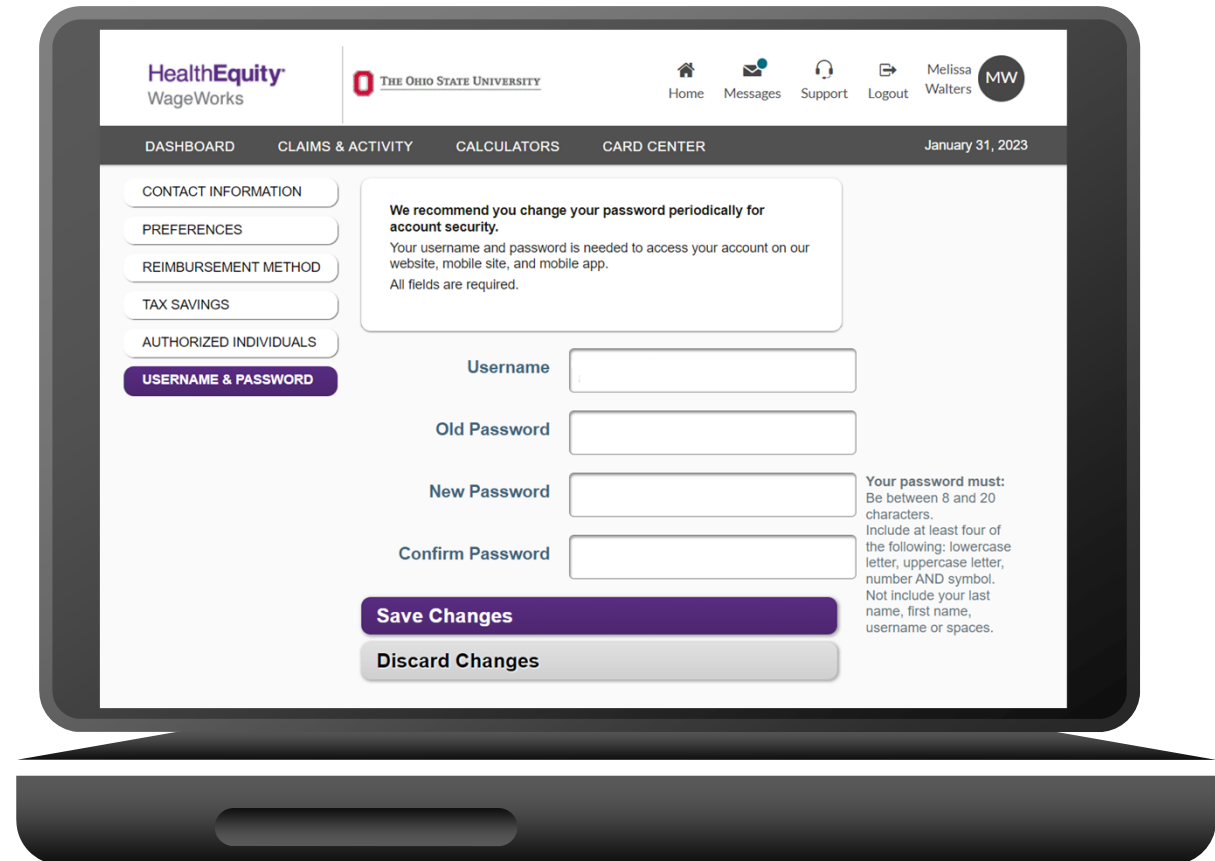 HealthEquity
WageWorks
THE OHIO STATE UNIVERSITY
Home
Messages
Support
Logout
Melissa
Walters
MW
DASHBOARD
CLAIMS & ACTIVITY
CALCULATORS
CARD CENTER
January 31, 2023
CONTACT INFORMATION
PREFERENCES
REIMBURSEMENT METHOD
TAX SAVINGS
AUTHORIZED INDIVIDUALS
USERNAME & PASSWORD
We recommend you change your password periodically for
account security.
Your username and password is needed to access your account on our
website, mobile site, and mobile app.
All fields are required.
Username
Old Password
New Password
Confirm Password
Your password must:
Be between 8 and 20
characters.
Include at least four of
the following: lowercase
letter, uppercase letter,
number AND symbol.
Not include your last
name, first name,
username or spaces.
Save Changes
Discard Changes